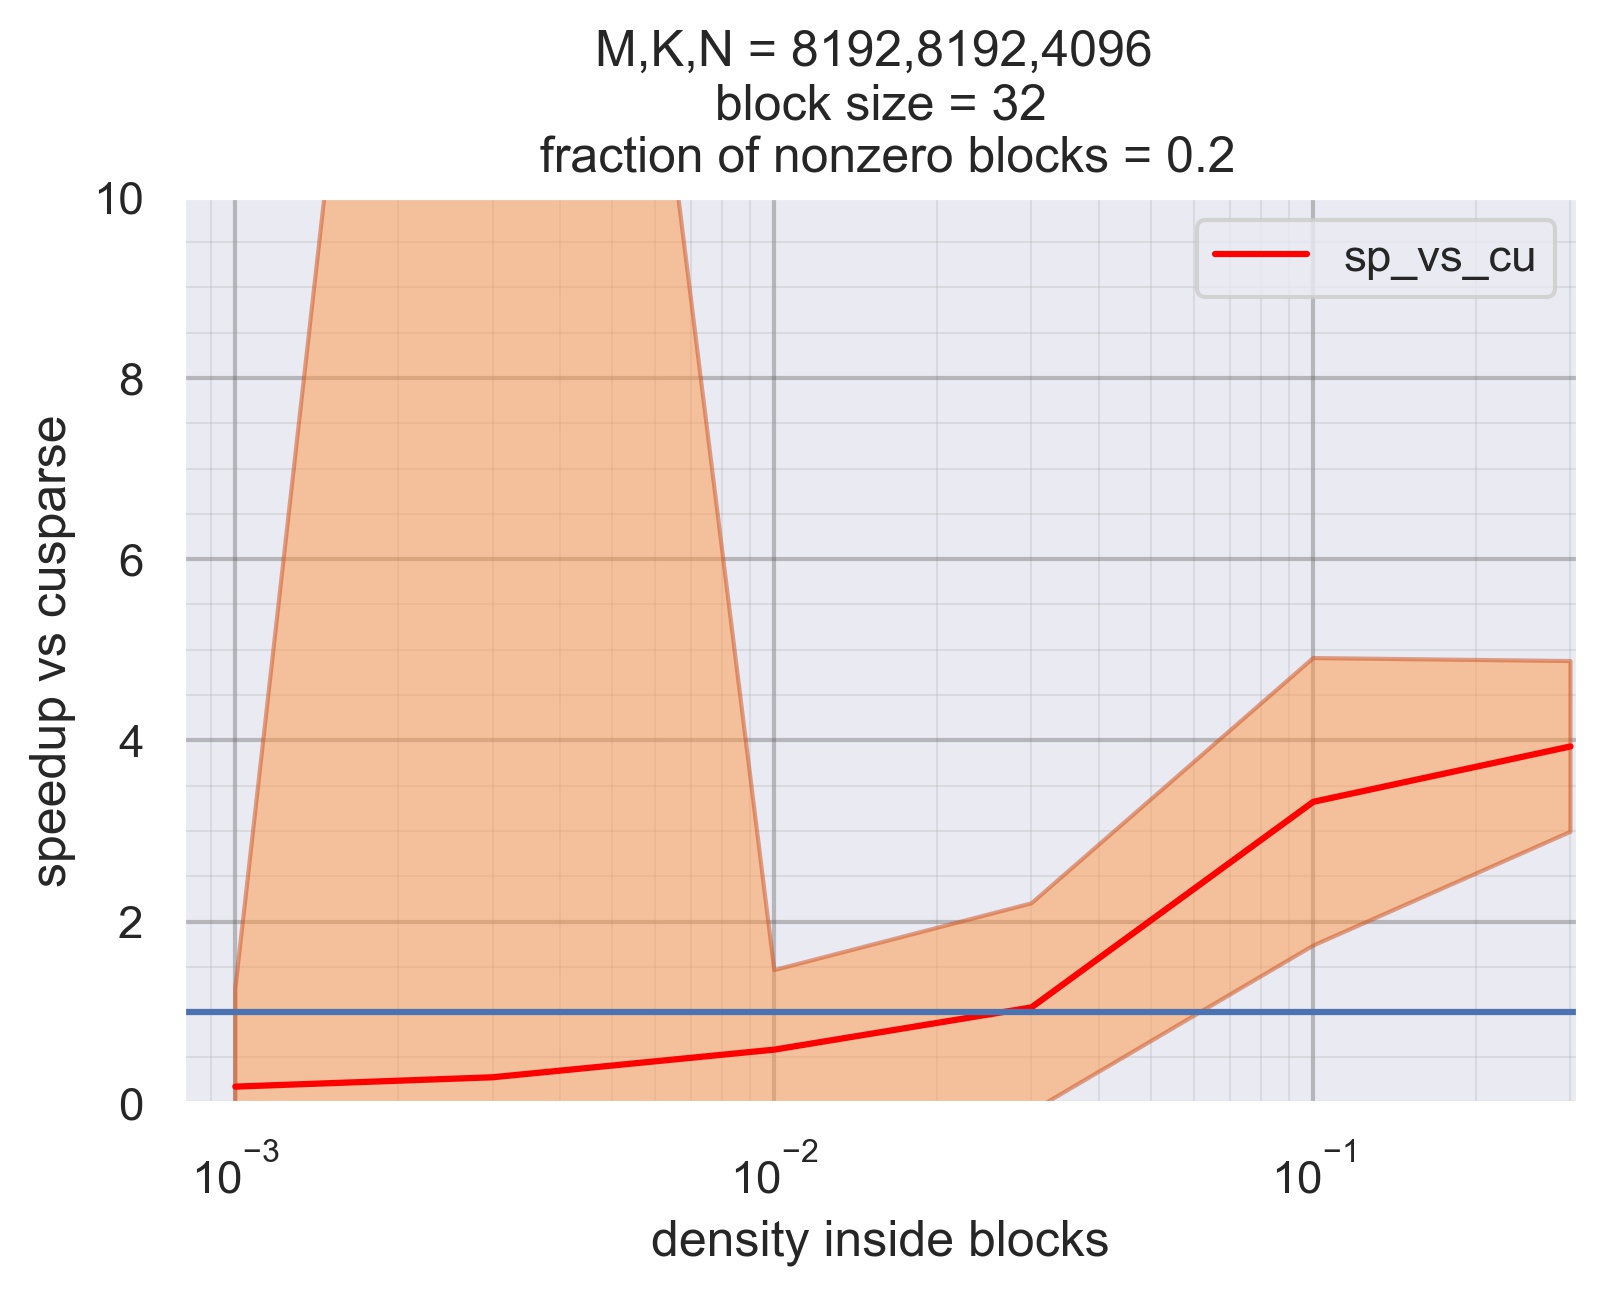 M,K,N = 8192,8192,4096
block size = 32
fraction of nonzero blocks = 0.2
10
8
6
4
2
0
speedup vs cusparse
sp_vs_cu
10⁻³ 10⁻² 10⁻¹
density inside blocks